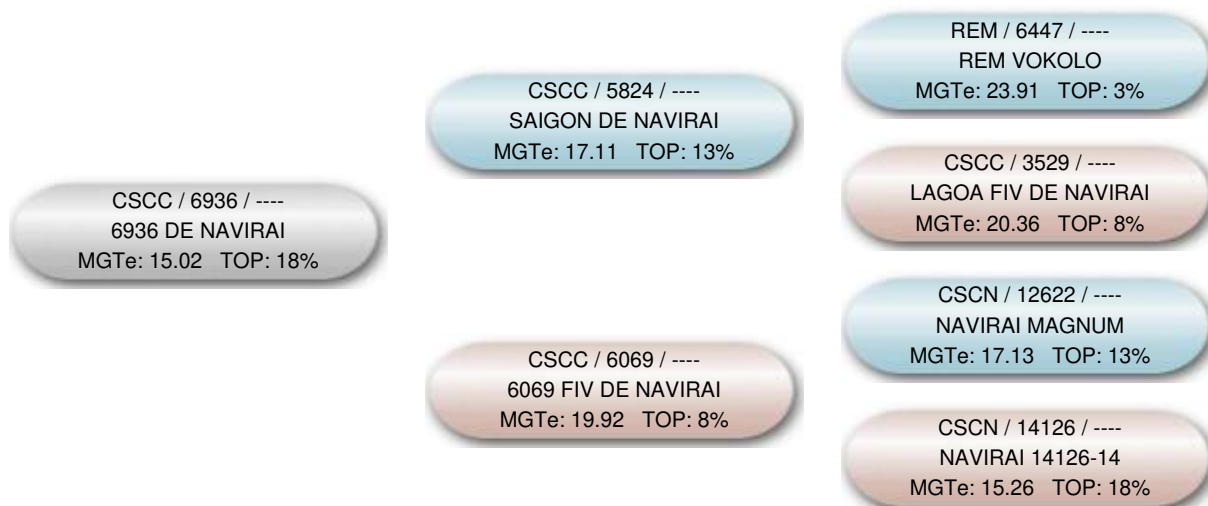 CSCC / 6936 / ----
6936 DE NAVIRAI
MGTe: 15.02 TOP: 18%
CSCC / 5824 / ----
SAIGON DE NAVIRAI
MGTe: 17.11 TOP: 13%
CSCC / 6069 / ----
6069 FIV DE NAVIRAI
MGTe: 19.92 TOP: 8%
REM / 6447 / ----
REM VOKOLO
MGTe: 23.91 TOP: 3%
CSCC / 3529 / ----
LAGOA FIV DE NAVIRAI
MGTe: 20.36 TOP: 8%
CSCN / 12622 / ----
NAVIRAI MAGNUM
MGTe: 17.13 TOP: 13%
CSCN / 14126 / ----
NAVIRAI 14126-14
MGTe: 15.26 TOP: 18%